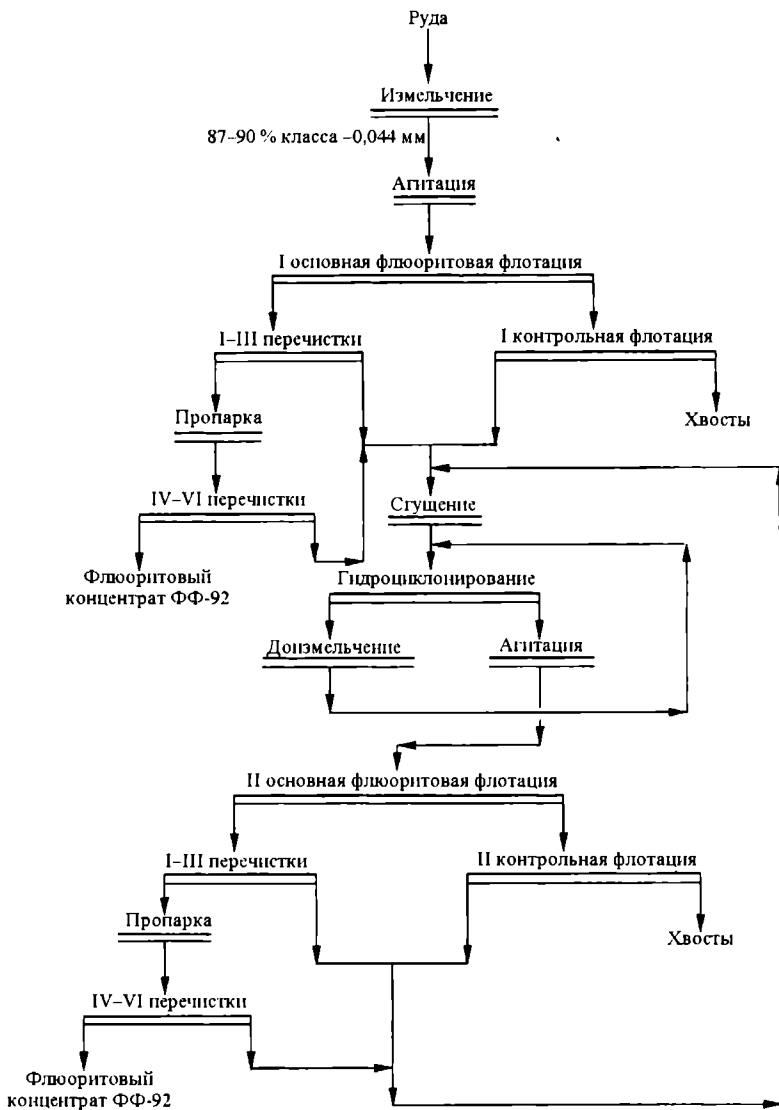 Руда
Измельчение
87–90 % класса –0,044 мм
Агитация
I основная флюоритовая флотация
I–III перечистки
I контрольная флотация
Пропарка
Хвосты
IV–VI перечистки
Сгущение
Флюоритовый
концентрат ФФ-92
Гидроциклонирование
Доизмельчение
Агитация
II основная флюоритовая флотация
I–III перечистки
II контрольная флотация
Пропарка
Хвосты
IV–VI перечистки
Флюоритовый
концентрат ФФ-92